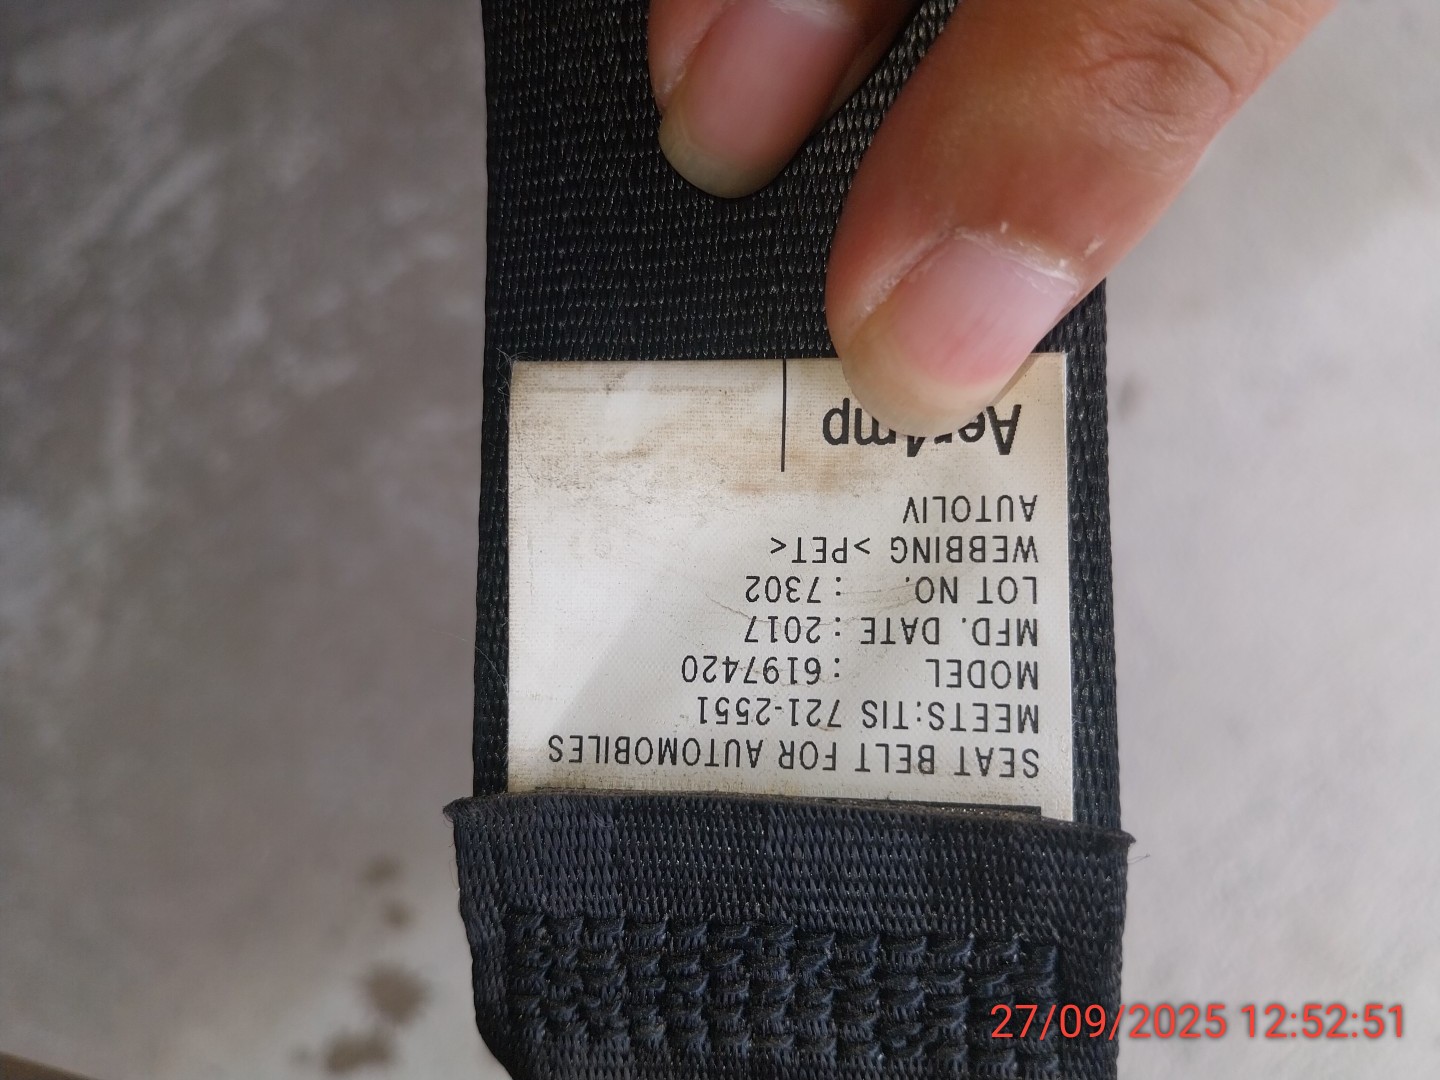 SEAT BELT FOR AUTOMOBILES
MEETS:TIS 721-2551
MODEL : 6197420
MFD. DATE : 2017
LOT NO. : 7302
WEBBING >PET<
AUTOLIV
27/09/2025 12:52:51